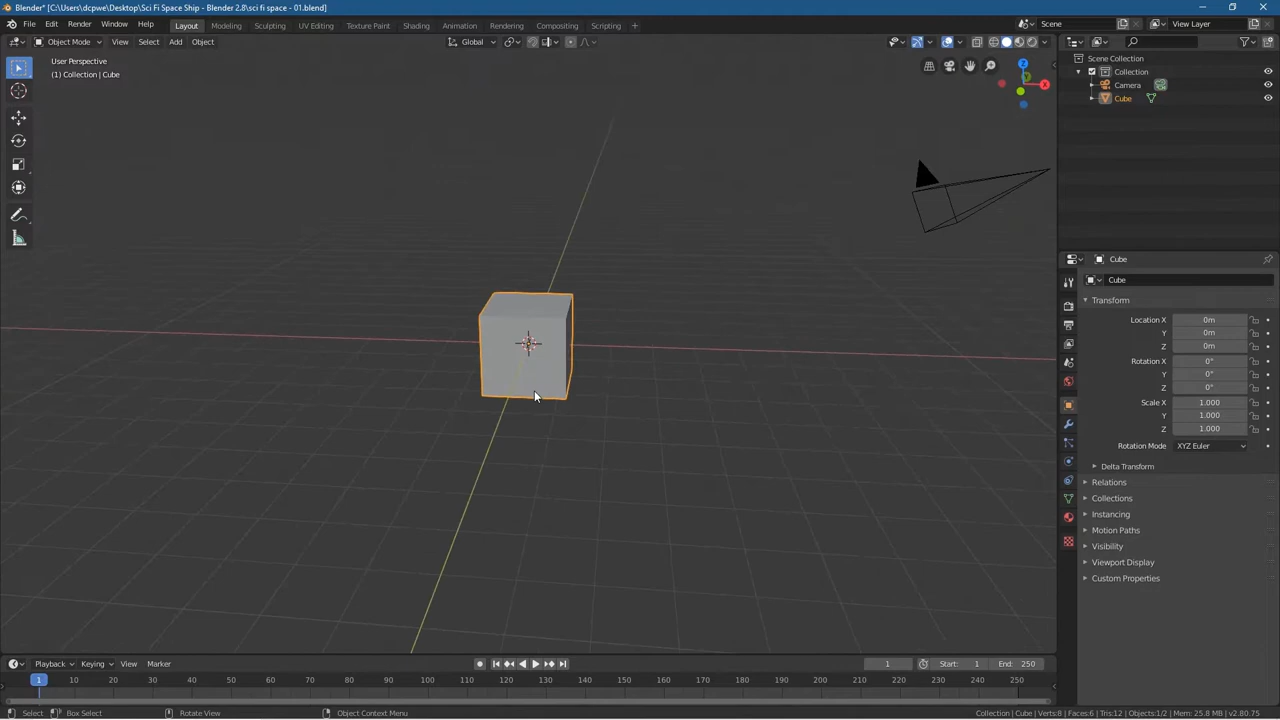 Blender* [C:\Users\dcpwe\Desktop\Sci Fi Space Ship - Blender 2.8\sci fi space - 01.blend]
File Edit Render Window Help Layout Modeling Sculpting UV Editing Texture Paint Shading Animation Rendering Compositing Scripting + Scene View Layer
Object Mode View Select Add Object Global
User Perspective
(1) Collection | Cube
Z
X
Scene Collection
Collection
Camera
Cube
Cube
Cube
Transform
Location X 0m
Y 0m
Z 0m
Rotation X 0°
Y 0°
Z 0°
Scale X 1.000
Y 1.000
Z 1.000
Rotation Mode XYZ Euler
Delta Transform
Relations
Collections
Instancing
Motion Paths
Visibility
Viewport Display
Custom Properties
Playback Keying View Marker 1 Start: 1 End: 250
1 10 20 30 40 50 60 70 80 90 100 110 120 130 140 150 160 170 180 190 200 210 220 230 240 250
Select Box Select Rotate View Object Context Menu Collection | Cube | Verts:8 | Faces:6 | Tris:12 | Objects:1/2 | Mem: 25.8 MB | v2.80.75